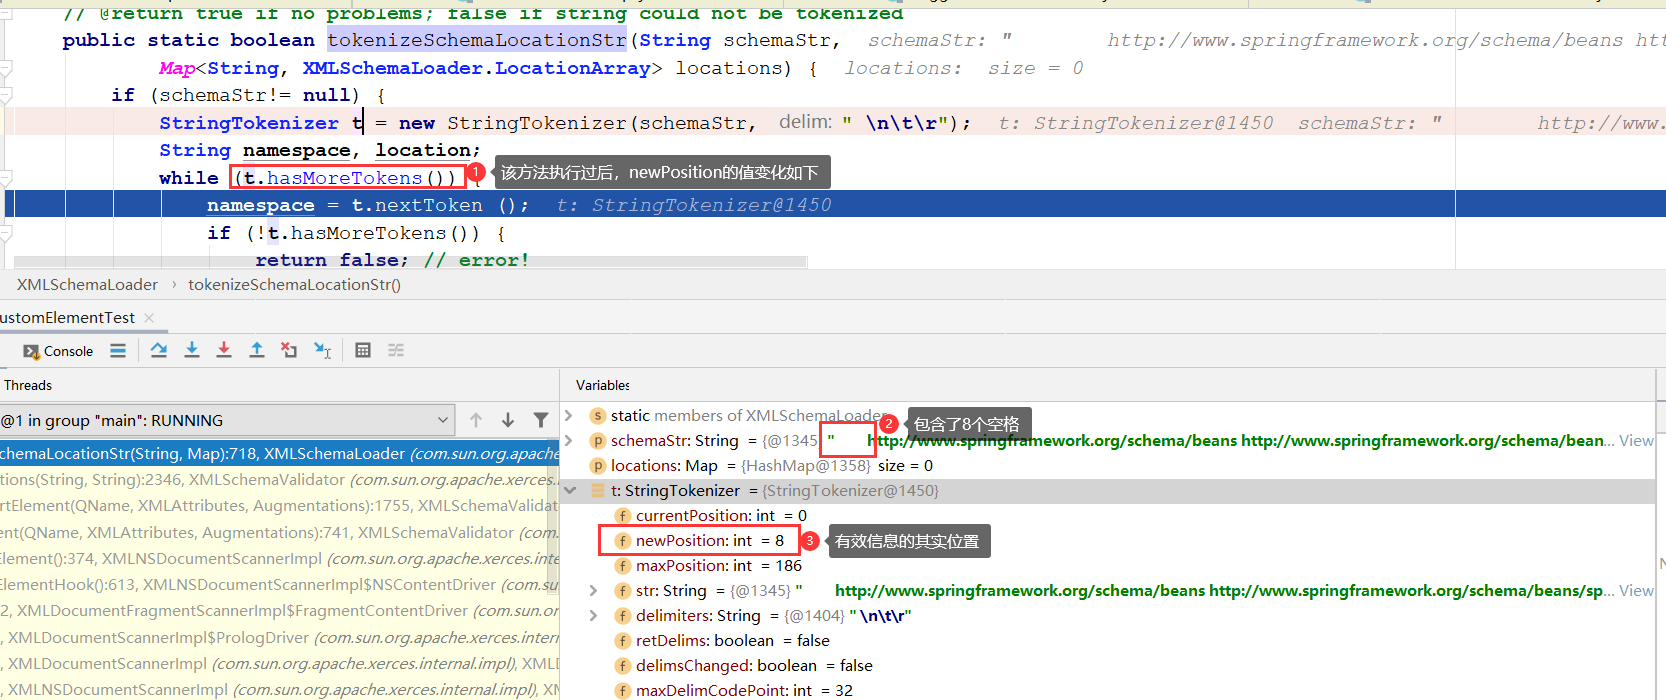 // @return true if no problems; false if string could not be tokenized
public static boolean tokenizeSchemaLocationStr(String schemaStr, schemaStr: " http://www.springframework.org/schema/beans htt
Map<String, XMLSchemaLoader.LocationArray> locations) { locations: size = 0
if (schemaStr!= null) {
StringTokenizer t = new StringTokenizer(schemaStr, delim: " \n\t\r"); t: StringTokenizer@1450 schemaStr: " http://www.
String namespace, location;
while (t.hasMoreTokens()) {
1 该方法执行过后，newPosition的值变化如下
namespace = t.nextToken (); t: StringTokenizer@1450
if (!t.hasMoreTokens()) {
return false; // error!
XMLSchemaLoader › tokenizeSchemaLocationStr()
ustomElementTest
Console
Threads
Variables
@1 in group "main": RUNNING
static members of XMLSchemaLoader
2 包含了8个空格
schemaStr: String = {@1345} " http://www.springframework.org/schema/beans http://www.springframework.org/schema/bean... View
chemaLocationStr(String, Map):718, XMLSchemaLoader (com.sun.org.apache
locations: Map = {HashMap@1358} size = 0
tions(String, String):2346, XMLSchemaValidator (com.sun.org.apache.xerces.i
t: StringTokenizer = {StringTokenizer@1450}
rtElement(QName, XMLAttributes, Augmentations):1755, XMLSchemaValida
currentPosition: int = 0
ent(QName, XMLAttributes, Augmentations):741, XMLSchemaValidator (com
newPosition: int = 8
3 有效信息的其实位置
Element():374, XMLNSDocumentScannerImpl (com.sun.org.apache.xerces.inte
maxPosition: int = 186
ElementHook():613, XMLNSDocumentScannerImpl$NSContentDriver (com.su
str: String = {@1345} " http://www.springframework.org/schema/beans http://www.springframework.org/schema/beans/sp... View
2, XMLDocumentFragmentScannerImpl$FragmentContentDriver (com.sun.or
delimiters: String = {@1404} " \n\t\r"
, XMLDocumentScannerImpl$PrologDriver (com.sun.org.apache.xerces.intern
retDelims: boolean = false
, XMLDocumentScannerImpl (com.sun.org.apache.xerces.internal.impl), XMLD
delimsChanged: boolean = false
, XMLNSDocumentScannerImpl (com.sun.org.apache.xerces.internal.impl), XM
maxDelimCodePoint: int = 32